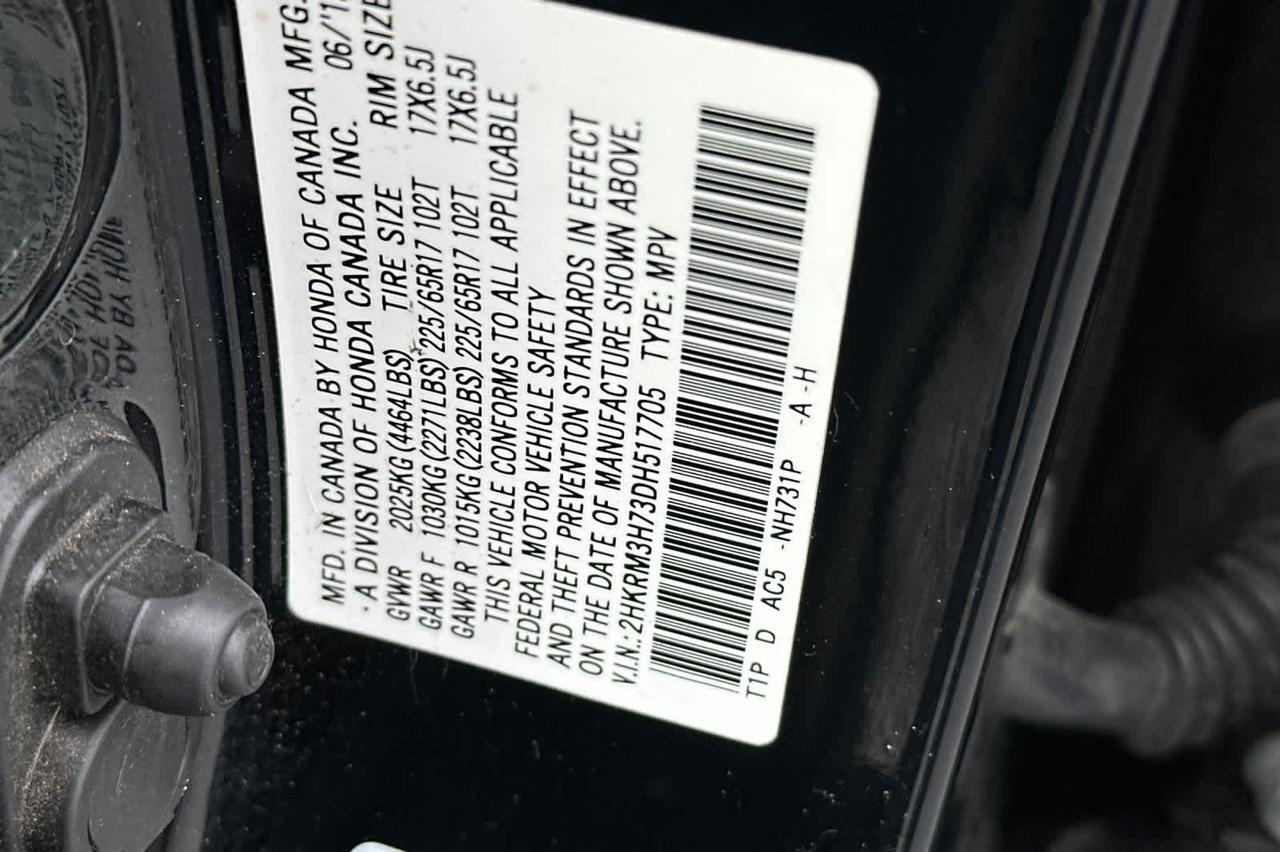 MFD. IN CANADA BY HONDA OF CANADA MFG.
- A DIVISION OF HONDA CANADA INC. 06/'1
GVWR 2025KG (4464LBS) TIRE SIZE RIM SIZE
GAWR F 1030KG (2271LBS) 225/65R17 102T 17X6.5J
GAWR R 1015KG (2238LBS) 225/65R17 102T 17X6.5J
THIS VEHICLE CONFORMS TO ALL APPLICABLE
FEDERAL MOTOR VEHICLE SAFETY
AND THEFT PREVENTION STANDARDS IN EFFECT
ON THE DATE OF MANUFACTURE SHOWN ABOVE.
V.I.N.: 2HKRM3H73DH517705 TYPE: MPV
T1P D AC5 -NH731P -A -H